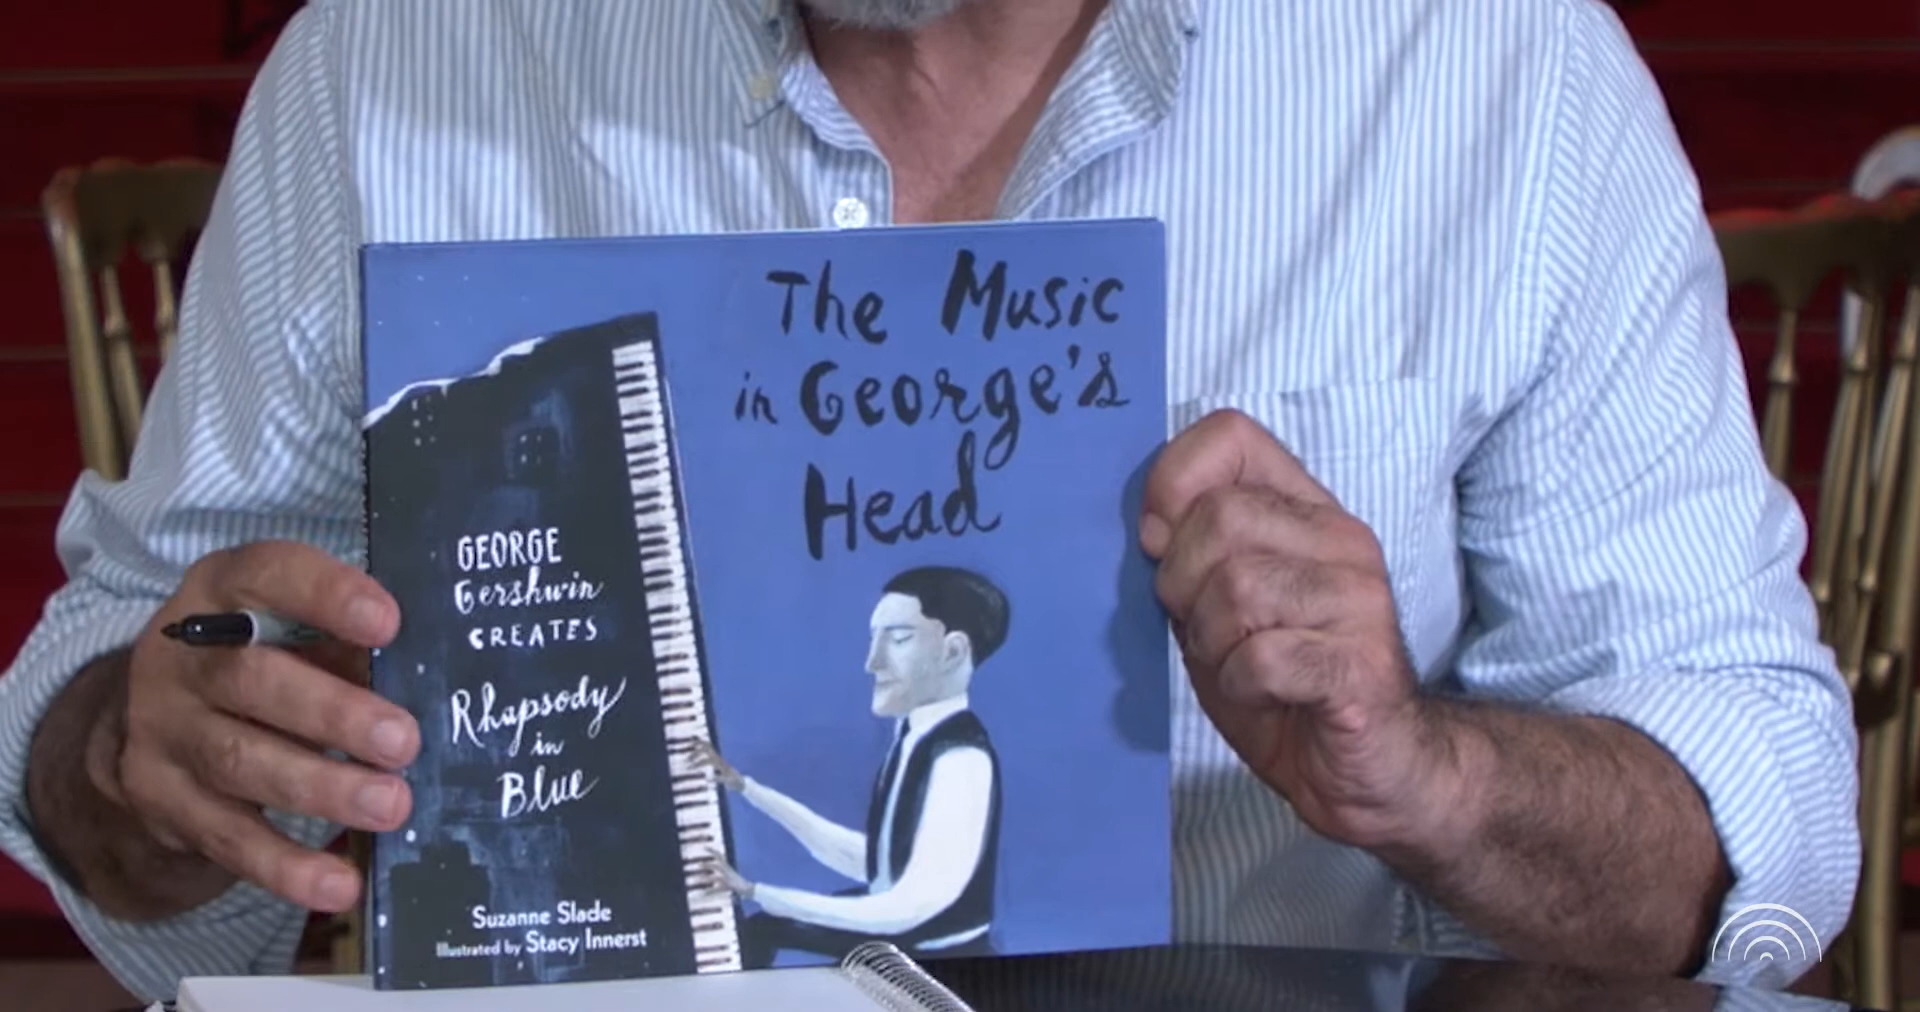 The Music
in George's
Head
GEORGE
Gershwin
CREATES
Rhapsody
in
Blue
Suzanne Slade
Illustrated by Stacy Innerst